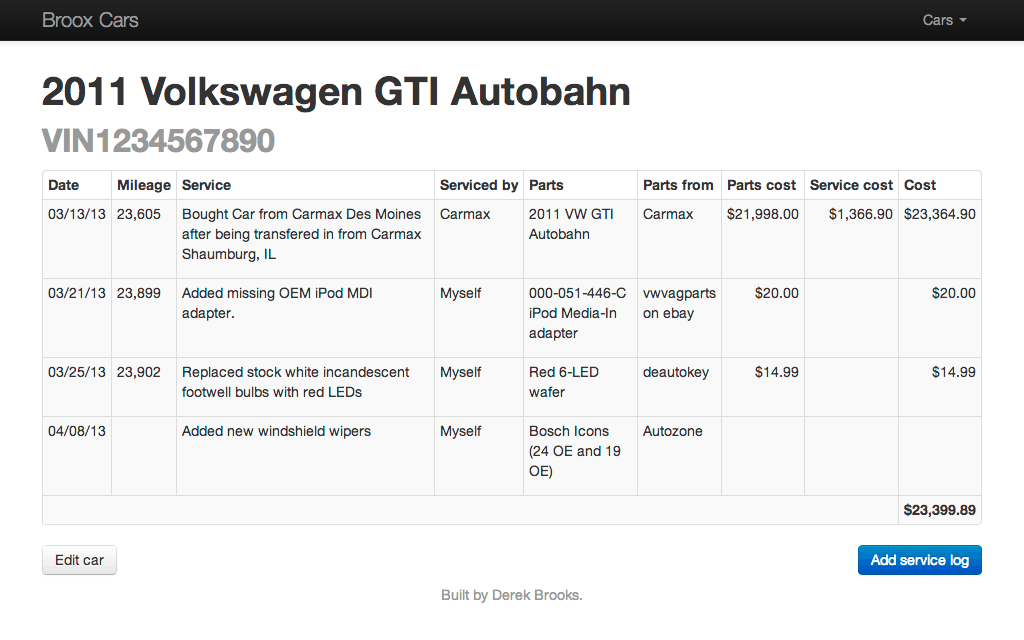 Broox Cars Cars
2011 Volkswagen GTI Autobahn
VIN1234567890
Date Mileage Service Serviced by Parts Parts from Parts cost Service cost Cost
03/13/13 23,605 Bought Car from Carmax Des Moines Carmax 2011 VW GTI Carmax $21,998.00 $1,366.90 $23,364.90
after being transfered in from Carmax Autobahn
Shaumburg, IL
03/21/13 23,899 Added missing OEM iPod MDI Myself 000-051-446-C vwvagparts $20.00 $20.00
adapter. iPod Media-In on ebay
adapter
03/25/13 23,902 Replaced stock white incandescent Myself Red 6-LED deautokey $14.99 $14.99
footwell bulbs with red LEDs wafer
04/08/13 Added new windshield wipers Myself Bosch Icons Autozone
(24 OE and 19
OE)
$23,399.89
Edit car Add service log
Built by Derek Brooks.